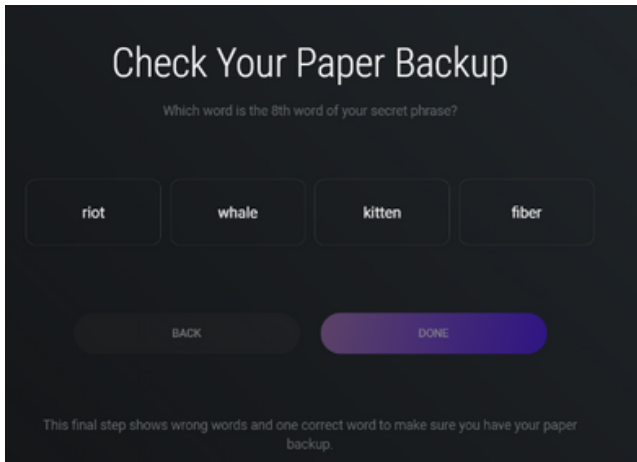 Check Your Paper Backup
Which word is the 8th word of your secret phrase?
riot whale kitten fiber
BACK DONE
This final step shows wrong words and one correct word to make sure you have your paper
backup.